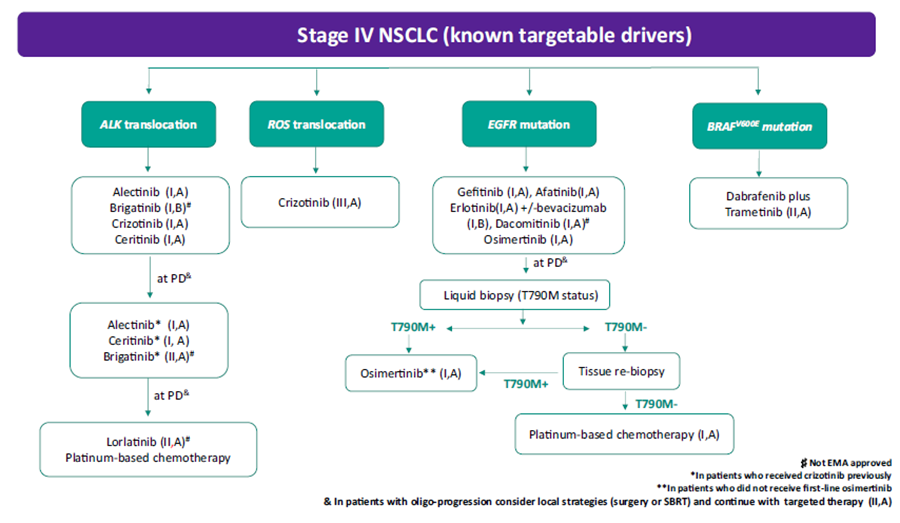 Stage IV NSCLC (known targetable drivers)
ALK translocation
ROS translocation
EGFR mutation
BRAFV600E mutation
Alectinib (I,A)
Brigatinib (I,B)#
Crizotinib (I,A)
Ceritinib (I,A)
Crizotinib (III,A)
Gefitinib (I,A), Afatinib(I,A)
Erlotinib(I,A) +/-bevacizumab
(I,B), Dacomitinib (I,A)#
Osimertinib (I,A)
Dabrafenib plus
Trametinib (II,A)
at PD&
at PD&
Liquid biopsy (T790M status)
Alectinib* (I,A)
Ceritinib* (I, A)
Brigatinib* (II,A)#
T790M+
T790M-
Osimertinib** (I,A)
T790M+
Tissue re-biopsy
at PD&
T790M-
Lorlatinib (II,A)#
Platinum-based chemotherapy
Platinum-based chemotherapy (I,A)
# Not EMA approved
*In patients who received crizotinib previously
**In patients who did not receive first-line osimertinib
& In patients with oligo-progression consider local strategies (surgery or SBRT) and continue with targeted therapy (II,A)